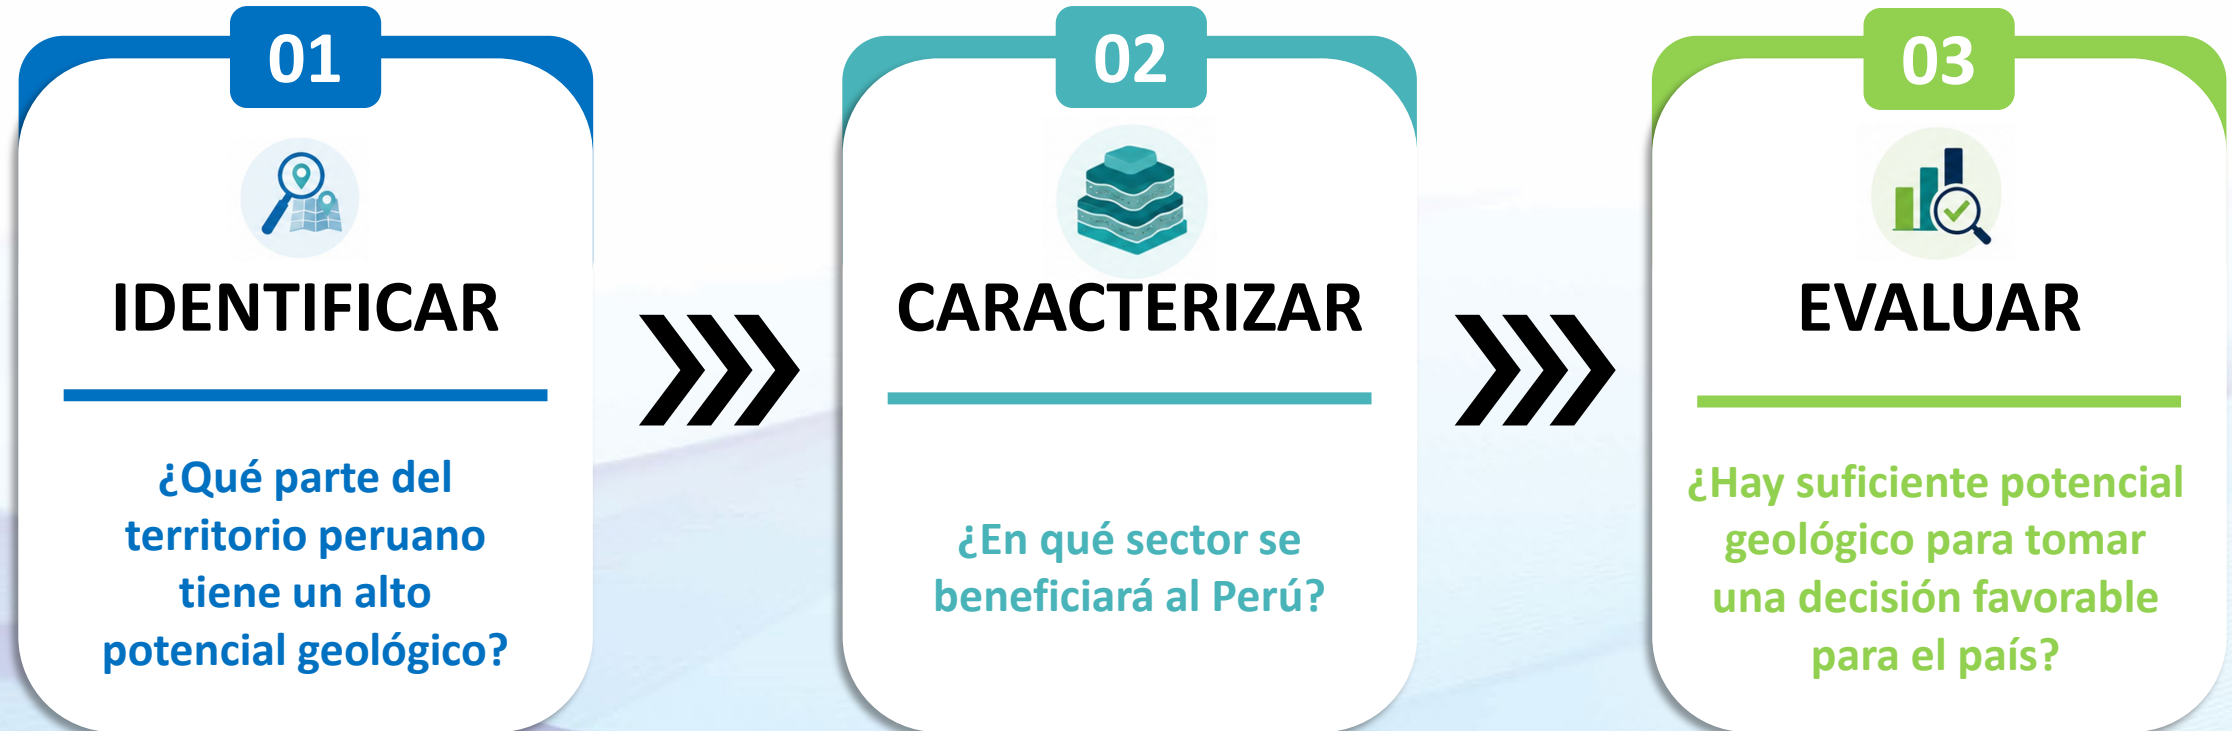 01
IDENTIFICAR
¿Qué parte del
territorio peruano
tiene un alto
potencial geológico?
02
CARACTERIZAR
¿En qué sector se
beneficiará al Perú?
03
EVALUAR
¿Hay suficiente potencial
geológico para tomar
una decisión favorable
para el país?